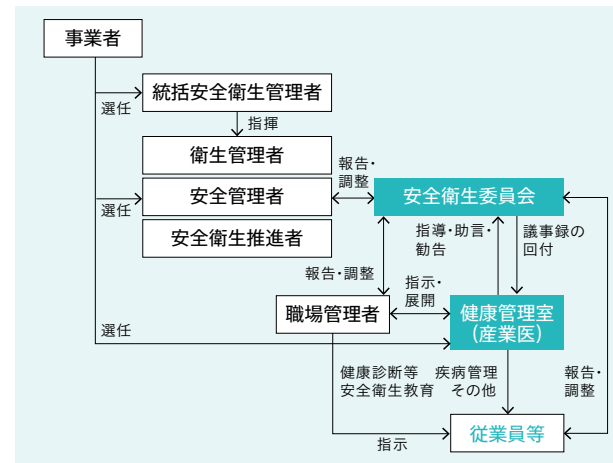 事業者
統括安全衛生管理者
選任
指揮
衛生管理者
報告・
調整
安全管理者
安全衛生委員会
選任
安全衛生推進者
指導・助言・
勧告
議事録の
回付
報告・調整
指示・
展開
職場管理者
健康管理室
(産業医)
選任
健康診断等 疾病管理
安全衛生教育 その他
報告・
調整
従業員等
指示